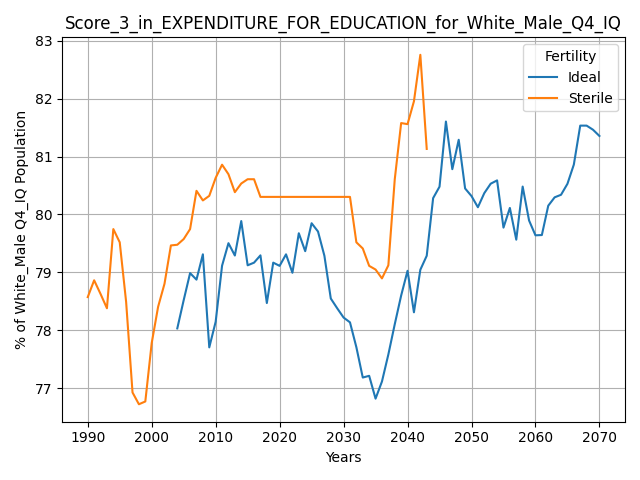 Score_3_in_EXPENDITURE_FOR_EDUCATION_for_White_Male_Q4_IQ
% of White_Male Q4_IQ Population
83
82
81
80
79
78
77
Fertility
Ideal
Sterile
1990 2000 2010 2020 2030 2040 2050 2060 2070
Years